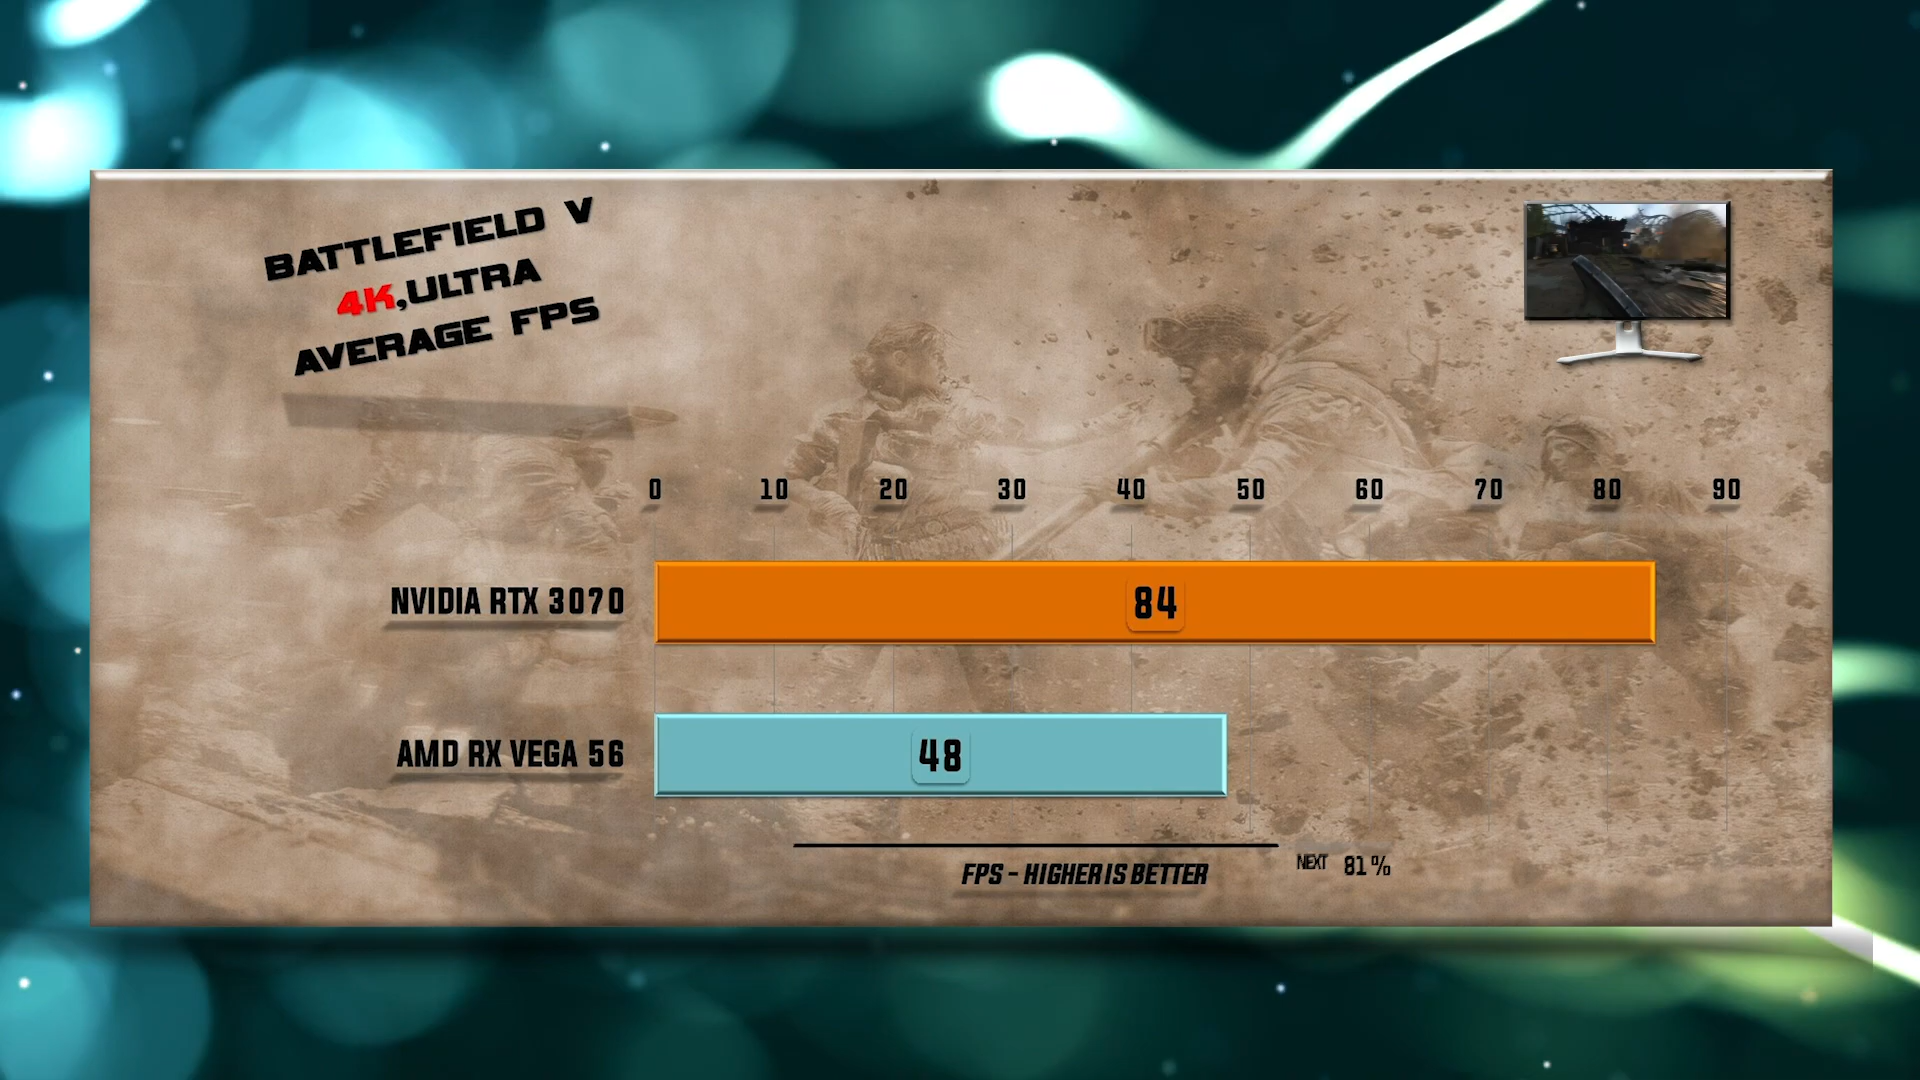 BATTLEFIELD V
4K,ULTRA
AVERAGE FPS
0 10 20 30 40 50 60 70 80 90
NVIDIA RTX 3070
84
AMD RX VEGA 56
48
FPS - HIGHER IS BETTER
NEXT 81%